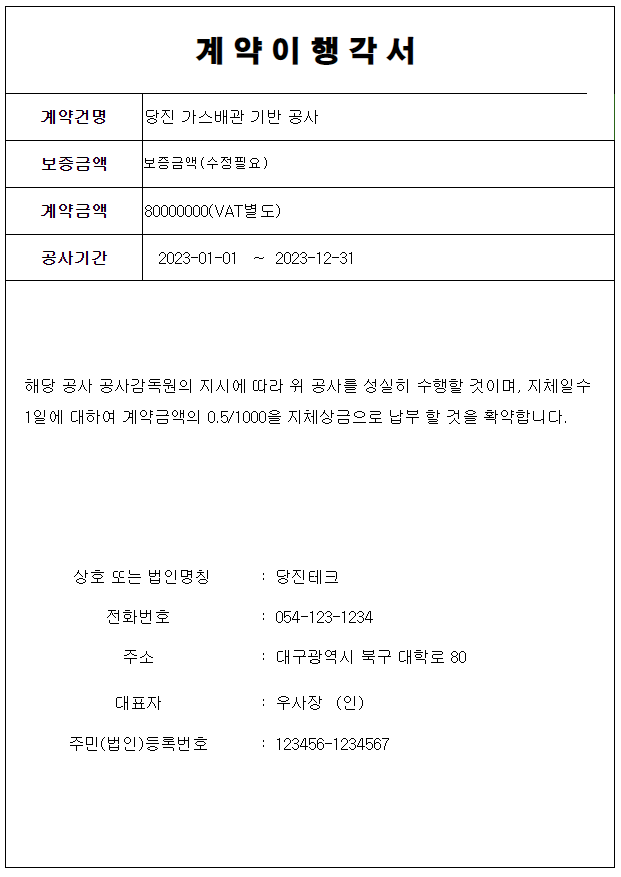 계약이행각서
계약건명 당진 가스배관 기반 공사
보증금액 보증금액(수정필요)
계약금액 80000000(VAT별도)
공사기간 2023-01-01 ~ 2023-12-31
해당 공사 공사감독원의 지시에 따라 위 공사를 성실히 수행할 것이며, 지체일수
1일에 대하여 계약금액의 0.5/1000을 지체상금으로 납부 할 것을 확약합니다.
상호 또는 법인명칭 : 당진테크
전화번호 : 054-123-1234
주소 : 대구광역시 북구 대학로 80
대표자 : 우사장 (인)
주민(법인)등록번호 : 123456-1234567